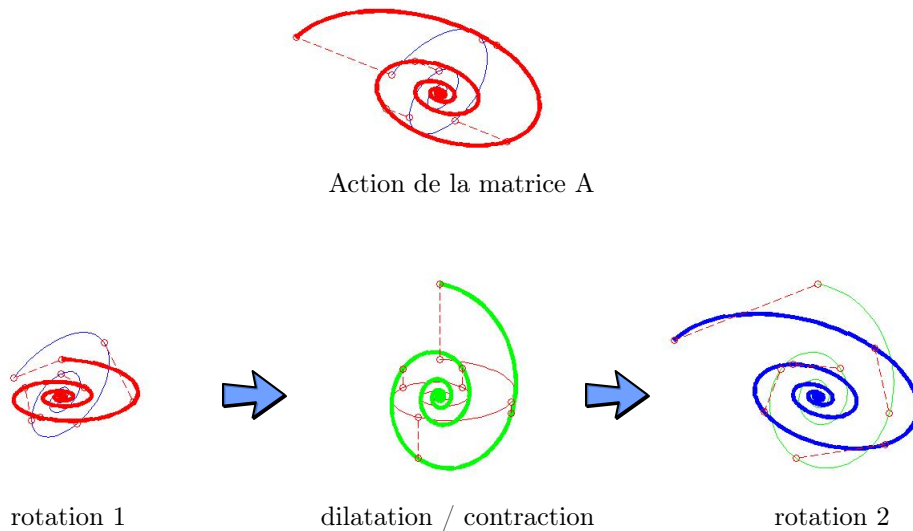 Action de la matrice A
rotation 1
dilatation / contraction
rotation 2